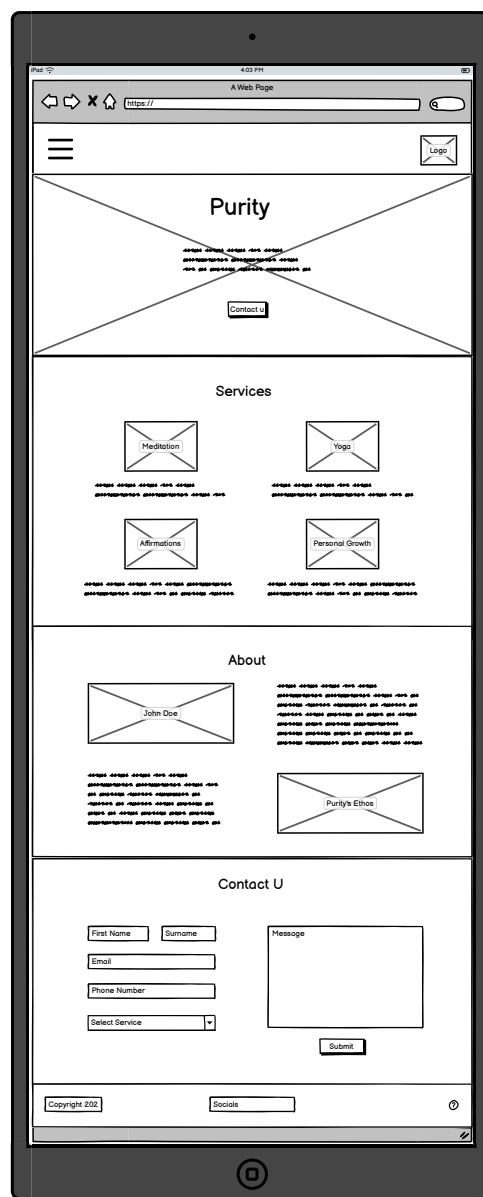 iPad
4:03 PM
A Web Page
https://
Logo
Purity
Contact u
Services
Meditation
Yoga
Affirmations
Personal Growth
About
John Doe
Purity's Ethos
Contact U
First Name
Surname
Message
Email
Phone Number
Select Service
Submit
Copyright 202
Socials
?